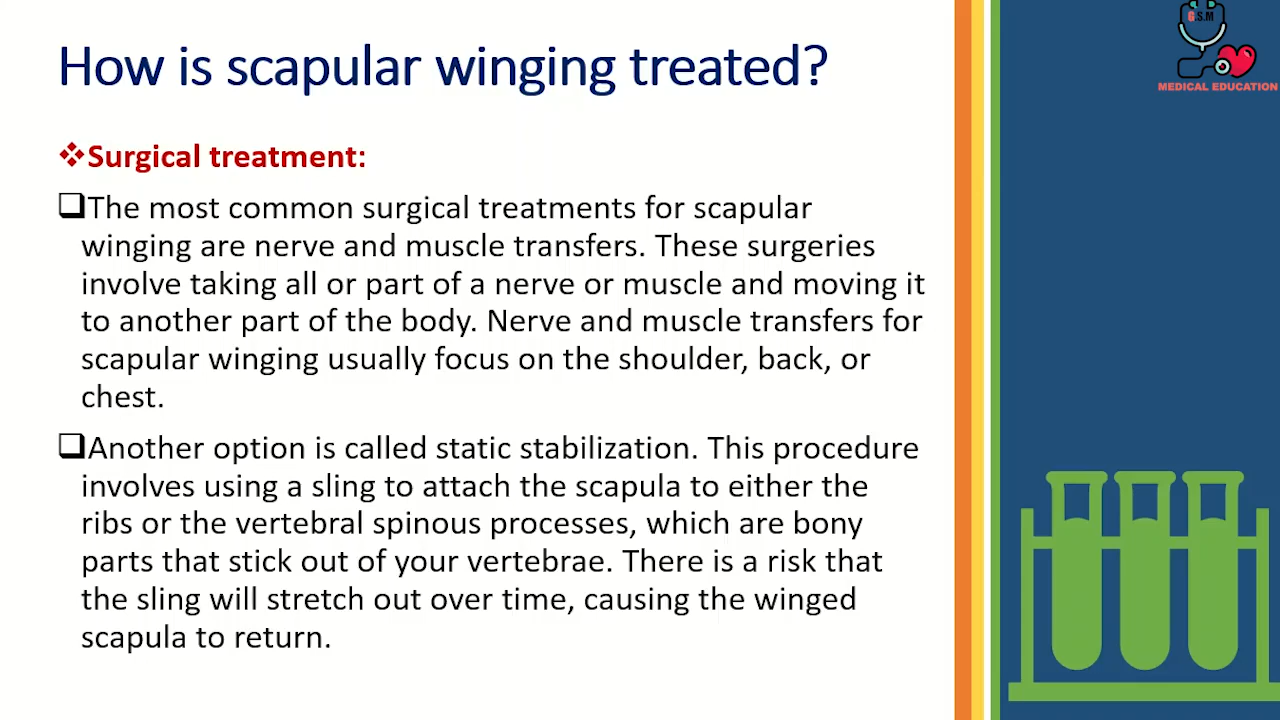 G.S.M
MEDICAL EDUCATION
How is scapular winging treated?
Surgical treatment:
The most common surgical treatments for scapular
winging are nerve and muscle transfers. These surgeries
involve taking all or part of a nerve or muscle and moving it
to another part of the body. Nerve and muscle transfers for
scapular winging usually focus on the shoulder, back, or
chest.
Another option is called static stabilization. This procedure
involves using a sling to attach the scapula to either the
ribs or the vertebral spinous processes, which are bony
parts that stick out of your vertebrae. There is a risk that
the sling will stretch out over time, causing the winged
scapula to return.